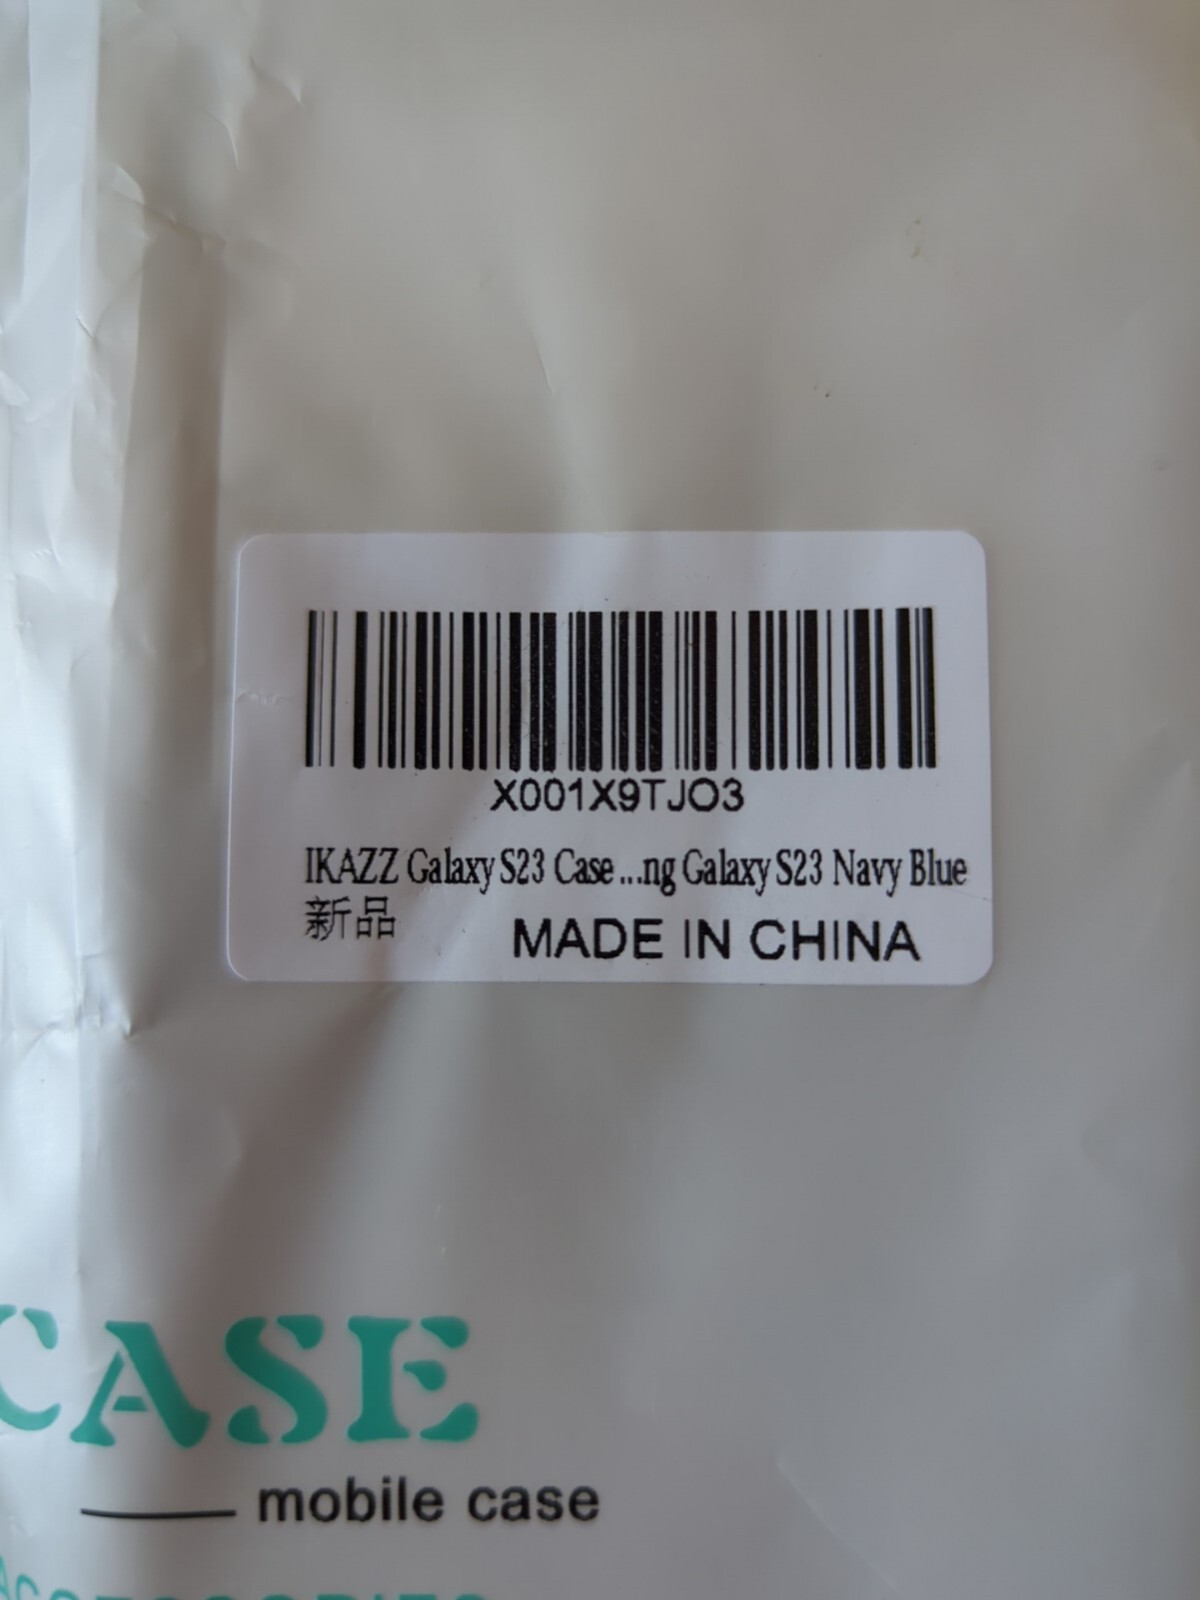 X001X9TJO3
IKAZZ Galaxy S23 Case ...ng Galaxy S23 Navy Blue
新品 MADE IN CHINA
CASE
mobile case